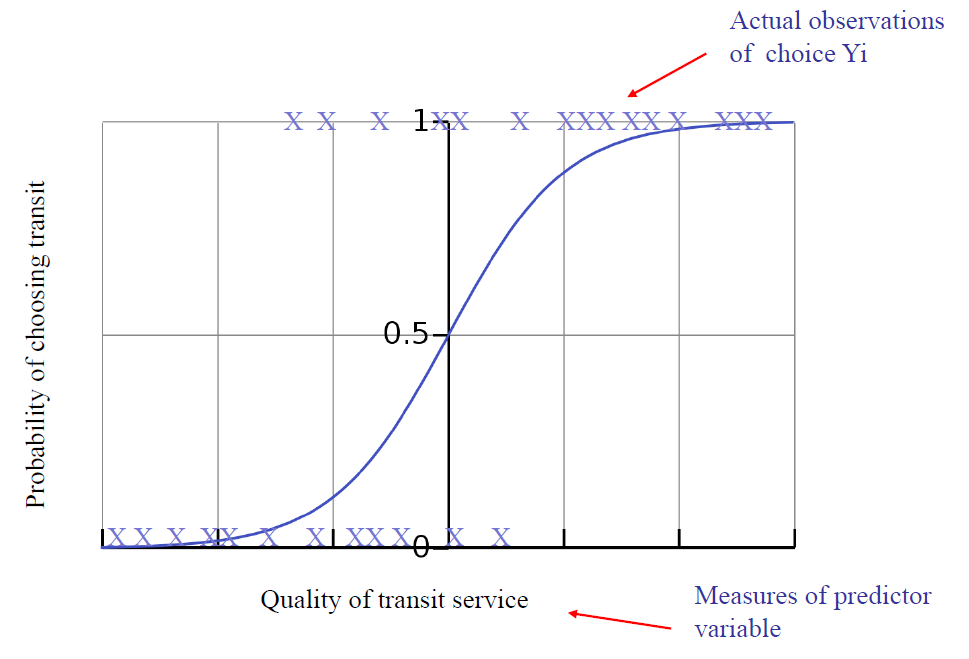 Actual observations
of choice Yi
X X X 1 XX X XXX XX X XXX
Probability of choosing transit
0.5
X X X XX X X XX X 0 X X
Quality of transit service
Measures of predictor
variable